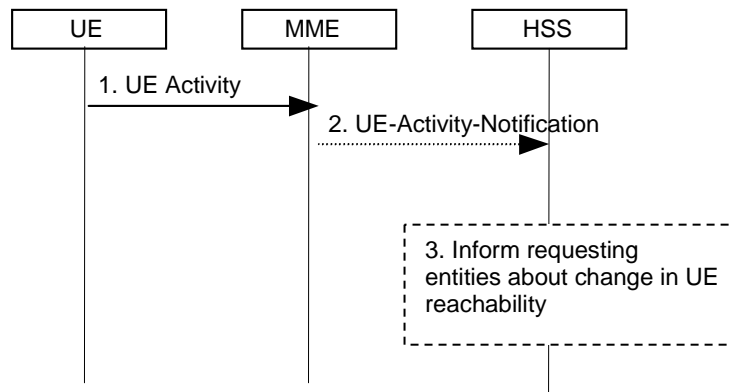 UE
MME
HSS
1. UE Activity
2. UE-Activity-Notification
3. Inform requesting
entities about change in UE
reachability